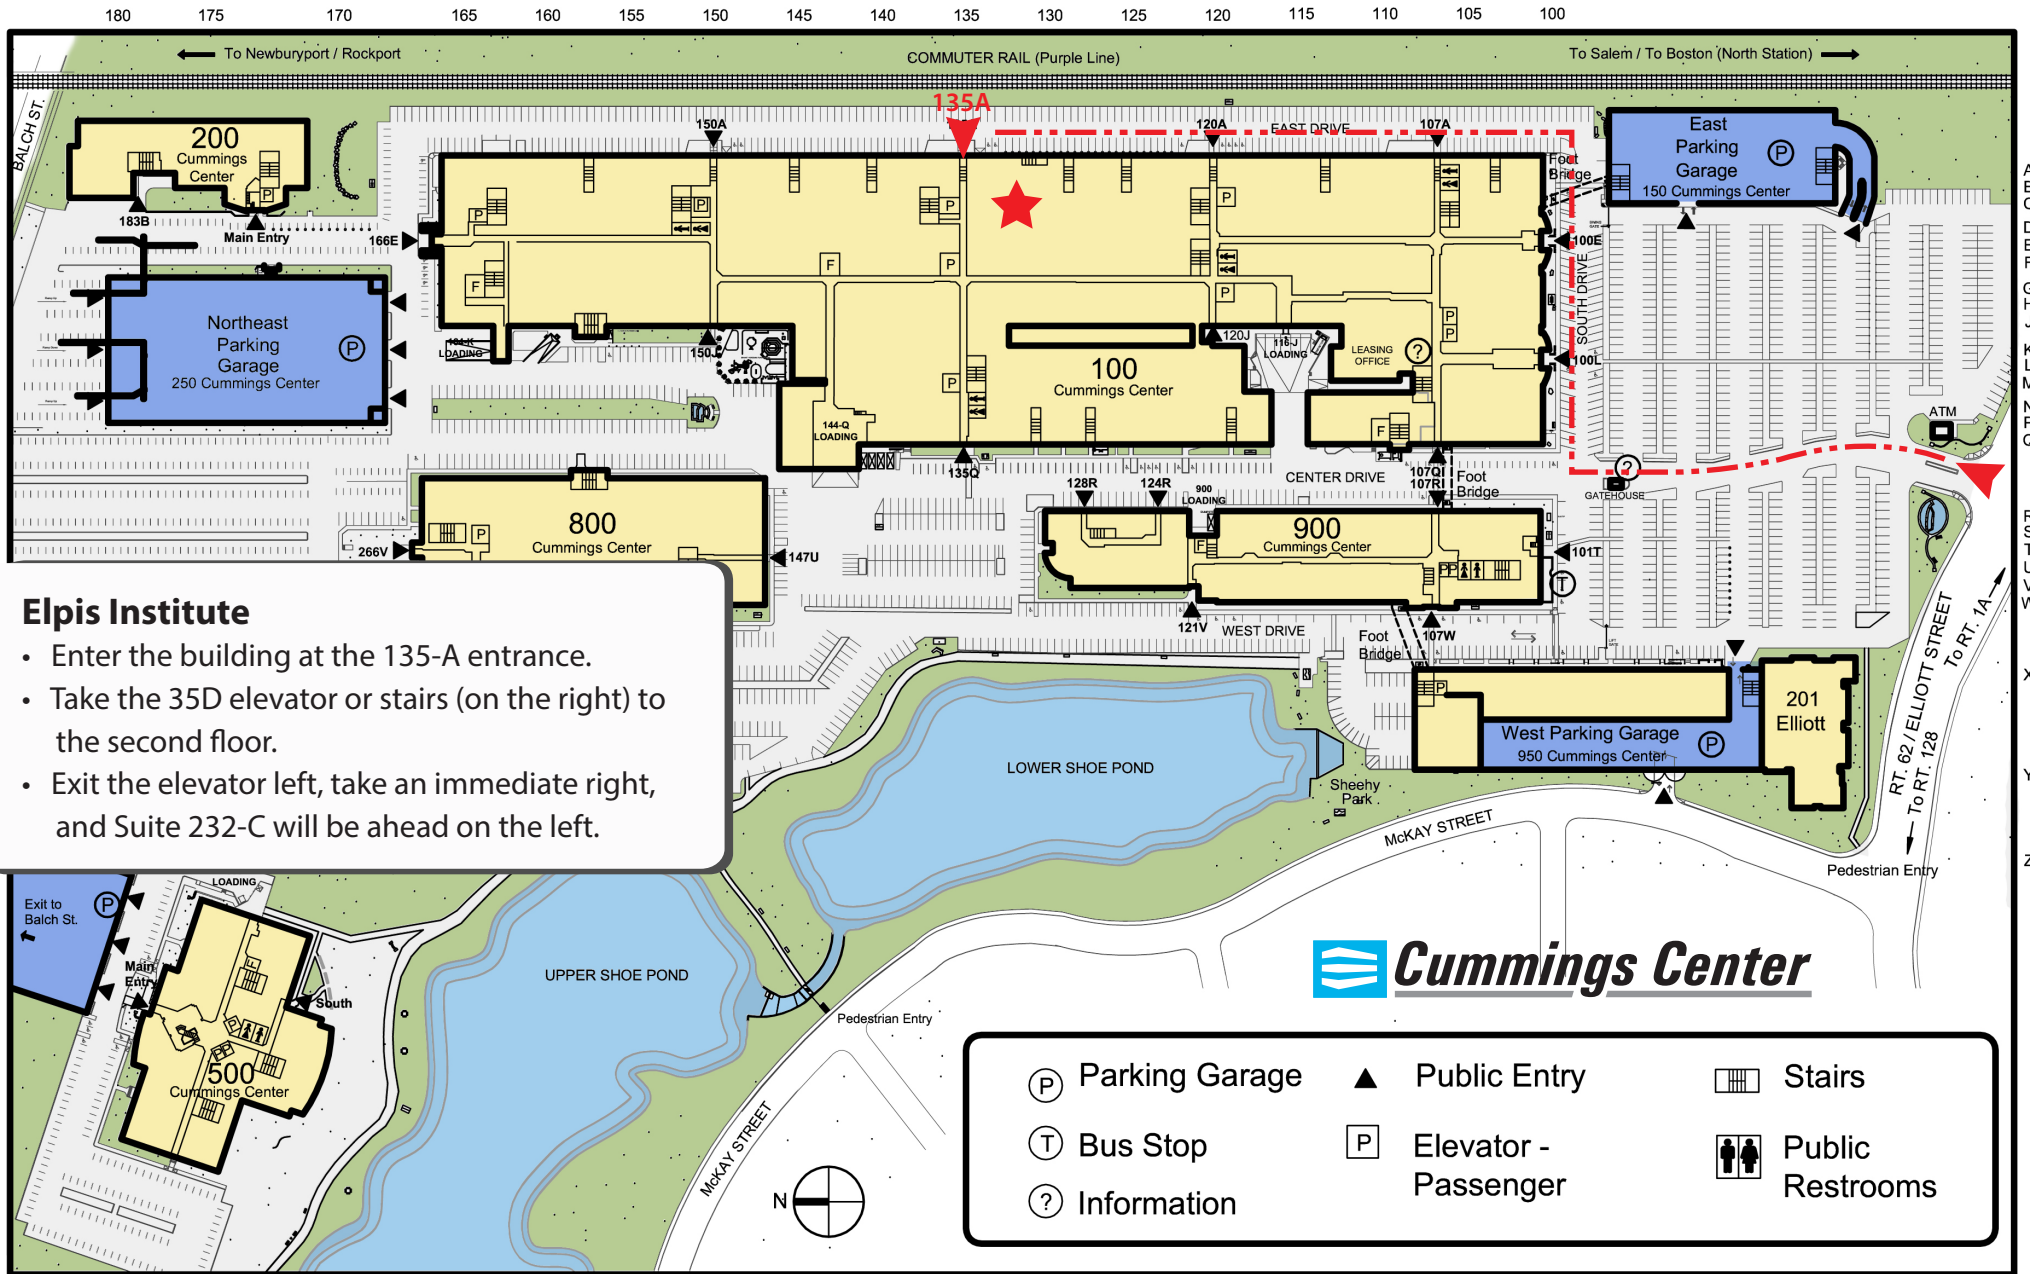 180 175 170 165 160 155 150 145 140 135 130 125 120 115 110 105 100
To Newburyport / Rockport
COMMUTER RAIL (Purple Line)
To Salem / To Boston (North Station)
BALCH ST.
135A
150A
120A
EAST DRIVE
107A
200
Cummings
Center
183B
Main Entry
166E
Foot
Bridge
East
Parking
Garage
150 Cummings Center
P
100E
SOUTH DRIVE
100L
Northeast
Parking
Garage
250 Cummings Center
P
P
P
P
P
P
F
F
P
P
P
P
P
F
LOADING
150J
120J
116-J
LOADING
LEASING
OFFICE
?
100
Cummings Center
144-Q
LOADING
135Q
107Q
107R
Foot
Bridge
CENTER DRIVE
128R
124R
900
LOADING
ATM
?
GATEHOUSE
800
Cummings Center
P
266V
147U
900
Cummings Center
F
PP
101T
T
121V
WEST DRIVE
107W
Foot
Bridge
Elpis Institute
• Enter the building at the 135-A entrance.
• Take the 35D elevator or stairs (on the right) to
the second floor.
• Exit the elevator left, take an immediate right,
and Suite 232-C will be ahead on the left.
P
West Parking Garage
950 Cummings Center
P
201
Elliott
RT. 62 / ELLIOTT STREET
To RT. 1A
To RT. 128
LOWER SHOE POND
Sheehy
Park
McKAY STREET
Pedestrian Entry
LOADING
Exit to
Balch St.
P
Main
Entry
South
F
P
PP
500
Cummings Center
UPPER SHOE POND
Pedestrian Entry
McKAY STREET
N
Cummings Center
P Parking Garage
Public Entry
Stairs
T Bus Stop
P Elevator -
Passenger
Public
Restrooms
? Information